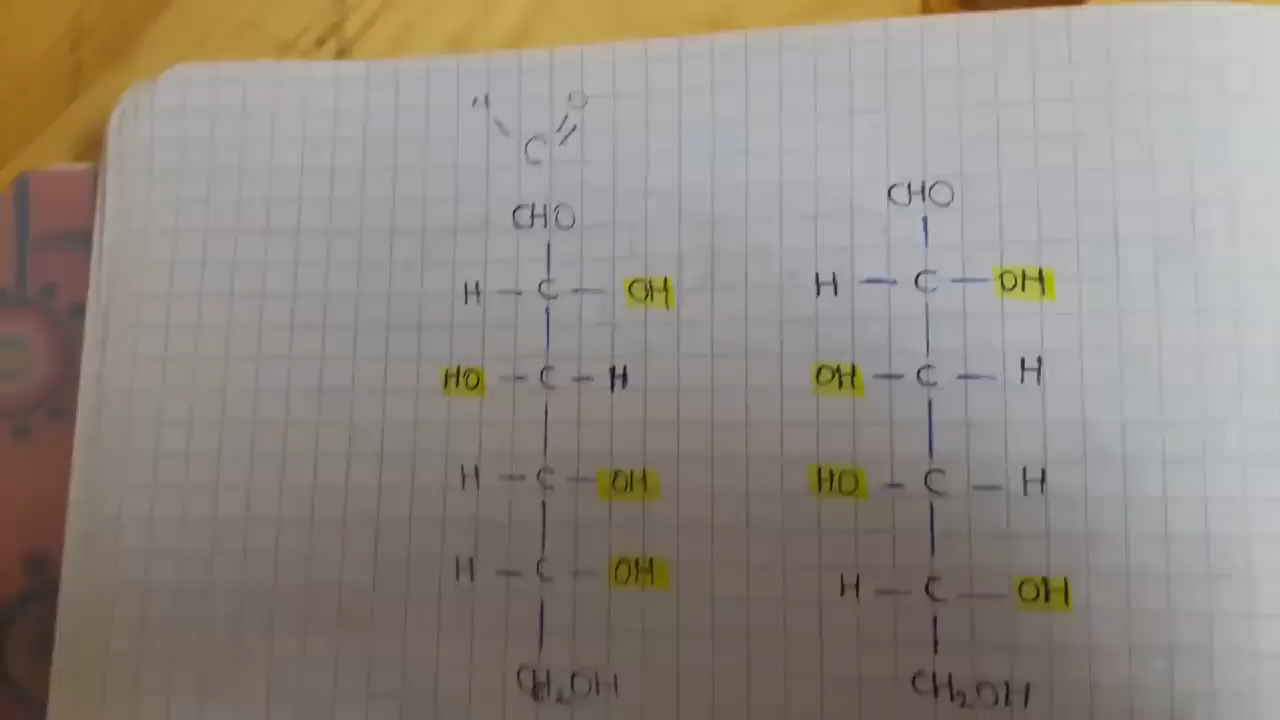 H O
C
CHO
H - C - OH
HO - C - H
H - C - OH
H - C - OH
CH₂OH
CHO
H - C - OH
OH - C - H
HO - C - H
H - C - OH
CH₂OH